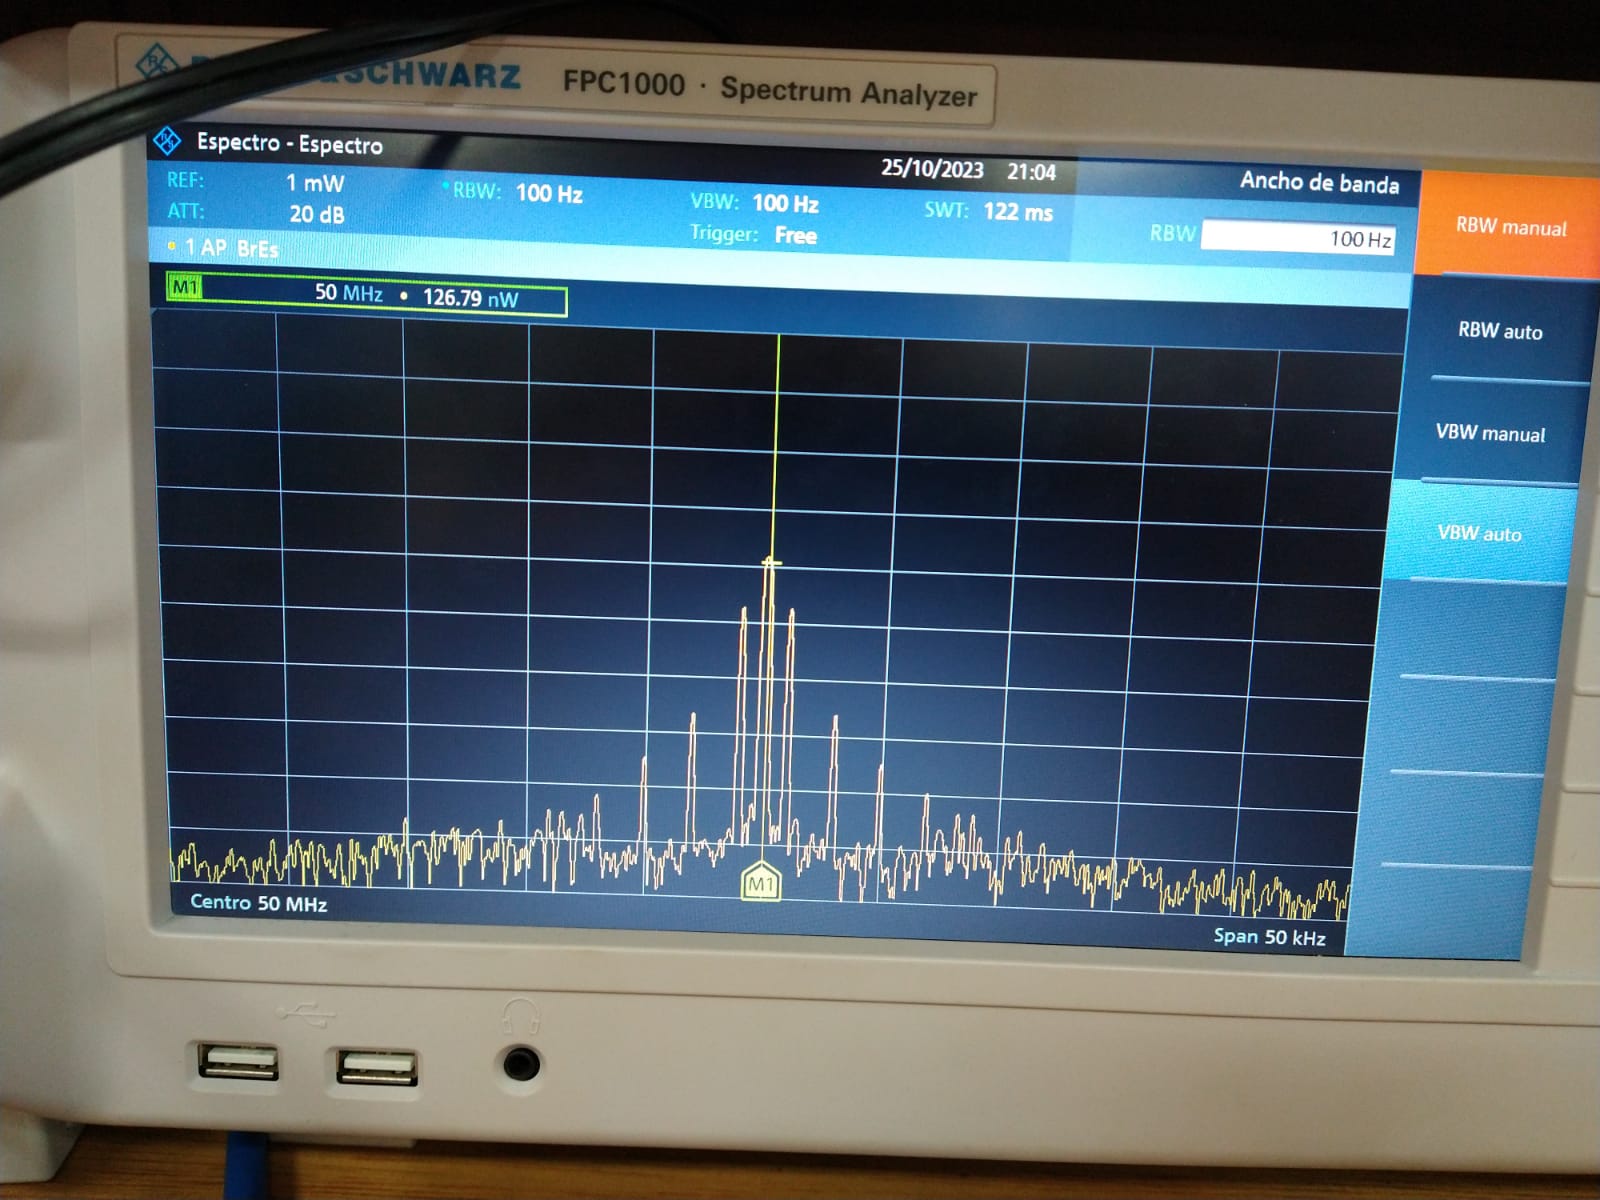 &SCHWARZ FPC1000 · Spectrum Analyzer
Espectro - Espectro
25/10/2023 21:04
Ancho de banda
REF: 1 mW
RBW: 100 Hz
VBW: 100 Hz
SWT: 122 ms
ATT: 20 dB
Trigger: Free
RBW 100 Hz
1 AP BrEs
M1 50 MHz • 126.79 nW
RBW manual
RBW auto
VBW manual
VBW auto
M1
Centro 50 MHz
Span 50 kHz